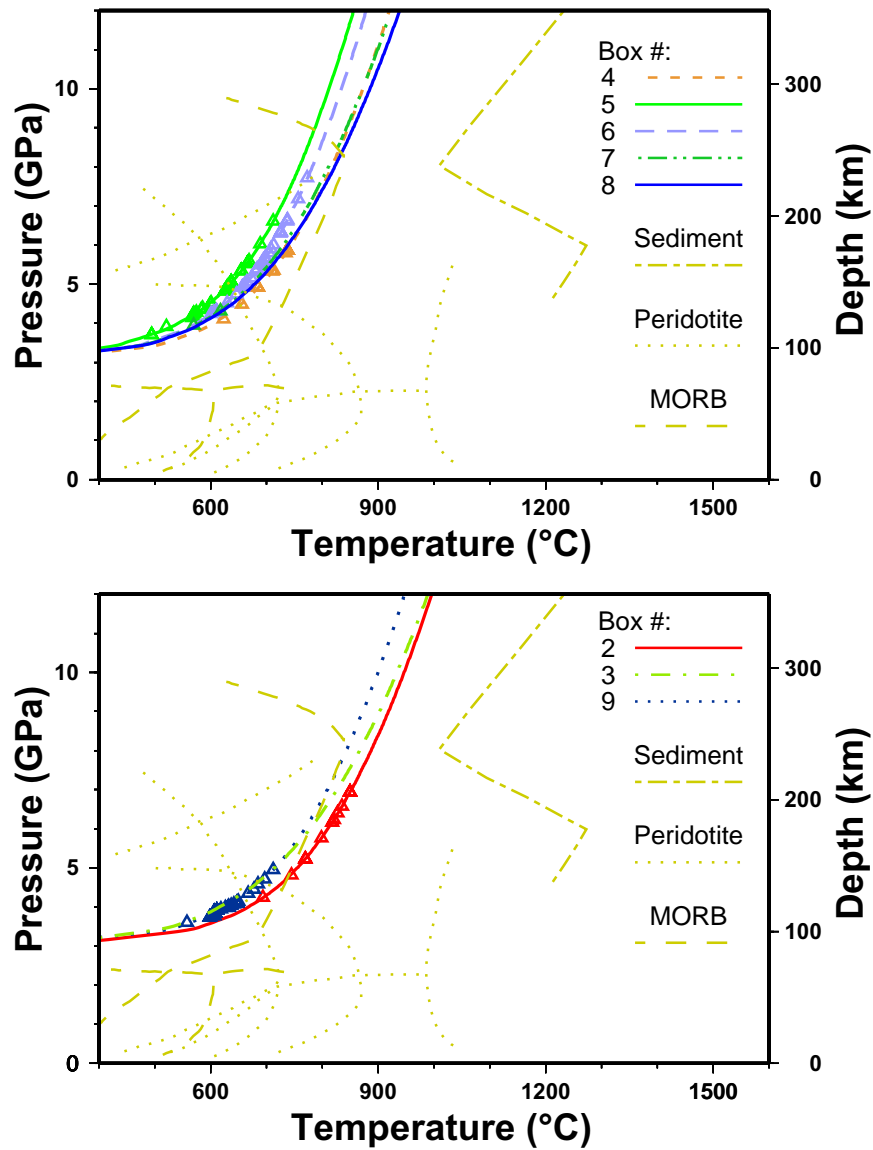 10
5
0
Pressure (GPa)
Box #:
4
5
6
7
8
Sediment
Peridotite
MORB
300
200
100
0
Depth (km)
600
900
1200
1500
Temperature (°C)
10
5
0
Pressure (GPa)
Box #:
2
3
9
Sediment
Peridotite
MORB
300
200
100
0
Depth (km)
600
900
1200
1500
Temperature (°C)